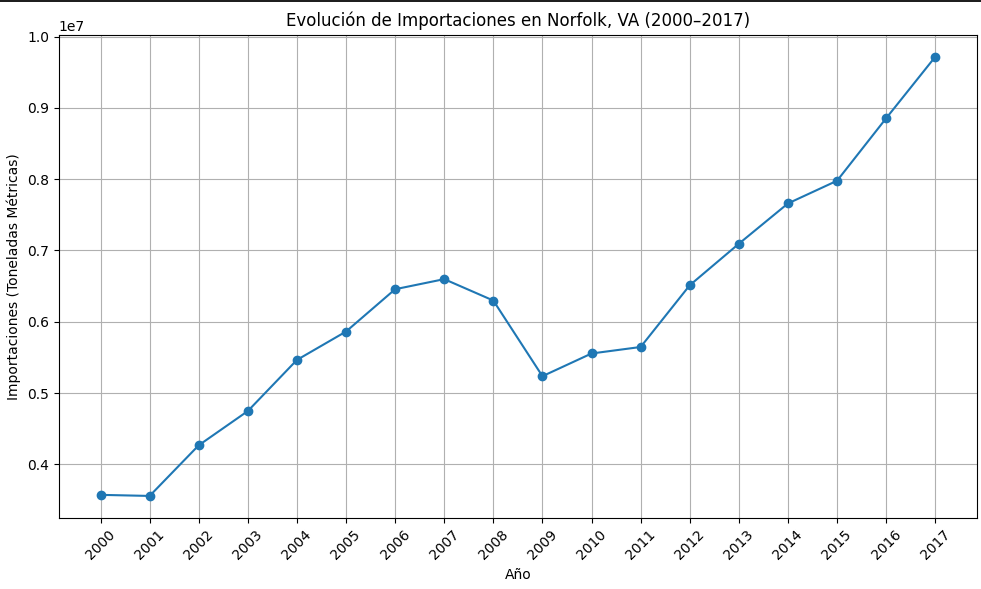 Evolución de Importaciones en Norfolk, VA (2000–2017)
1e7
1.0
0.9
0.8
0.7
0.6
0.5
0.4
Importaciones (Toneladas Métricas)
2000 2001 2002 2003 2004 2005 2006 2007 2008 2009 2010 2011 2012 2013 2014 2015 2016 2017
Año